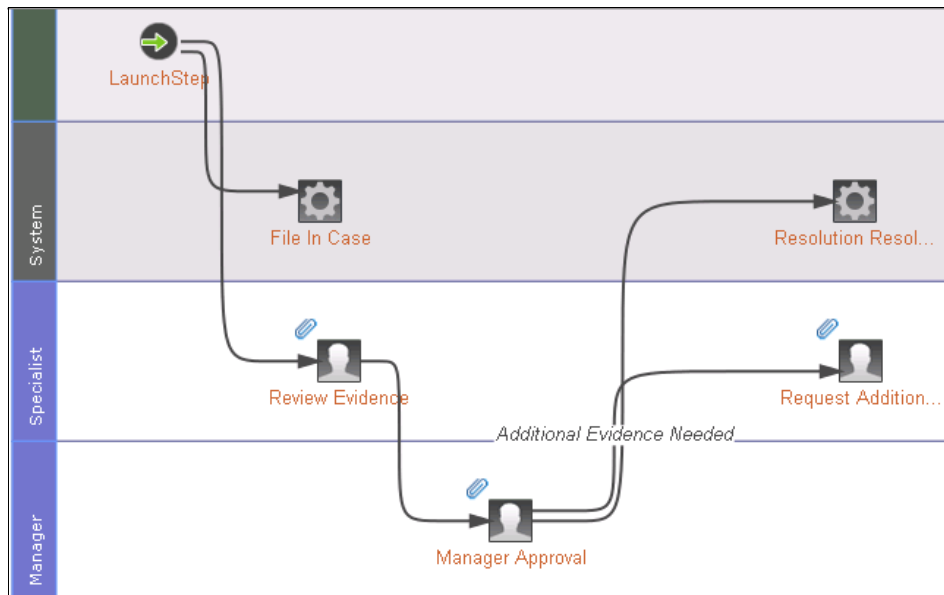 LaunchStep
System
File In Case
Resolution Resol...
Specialist
Review Evidence
Request Addition...
Additional Evidence Needed
Manager
Manager Approval